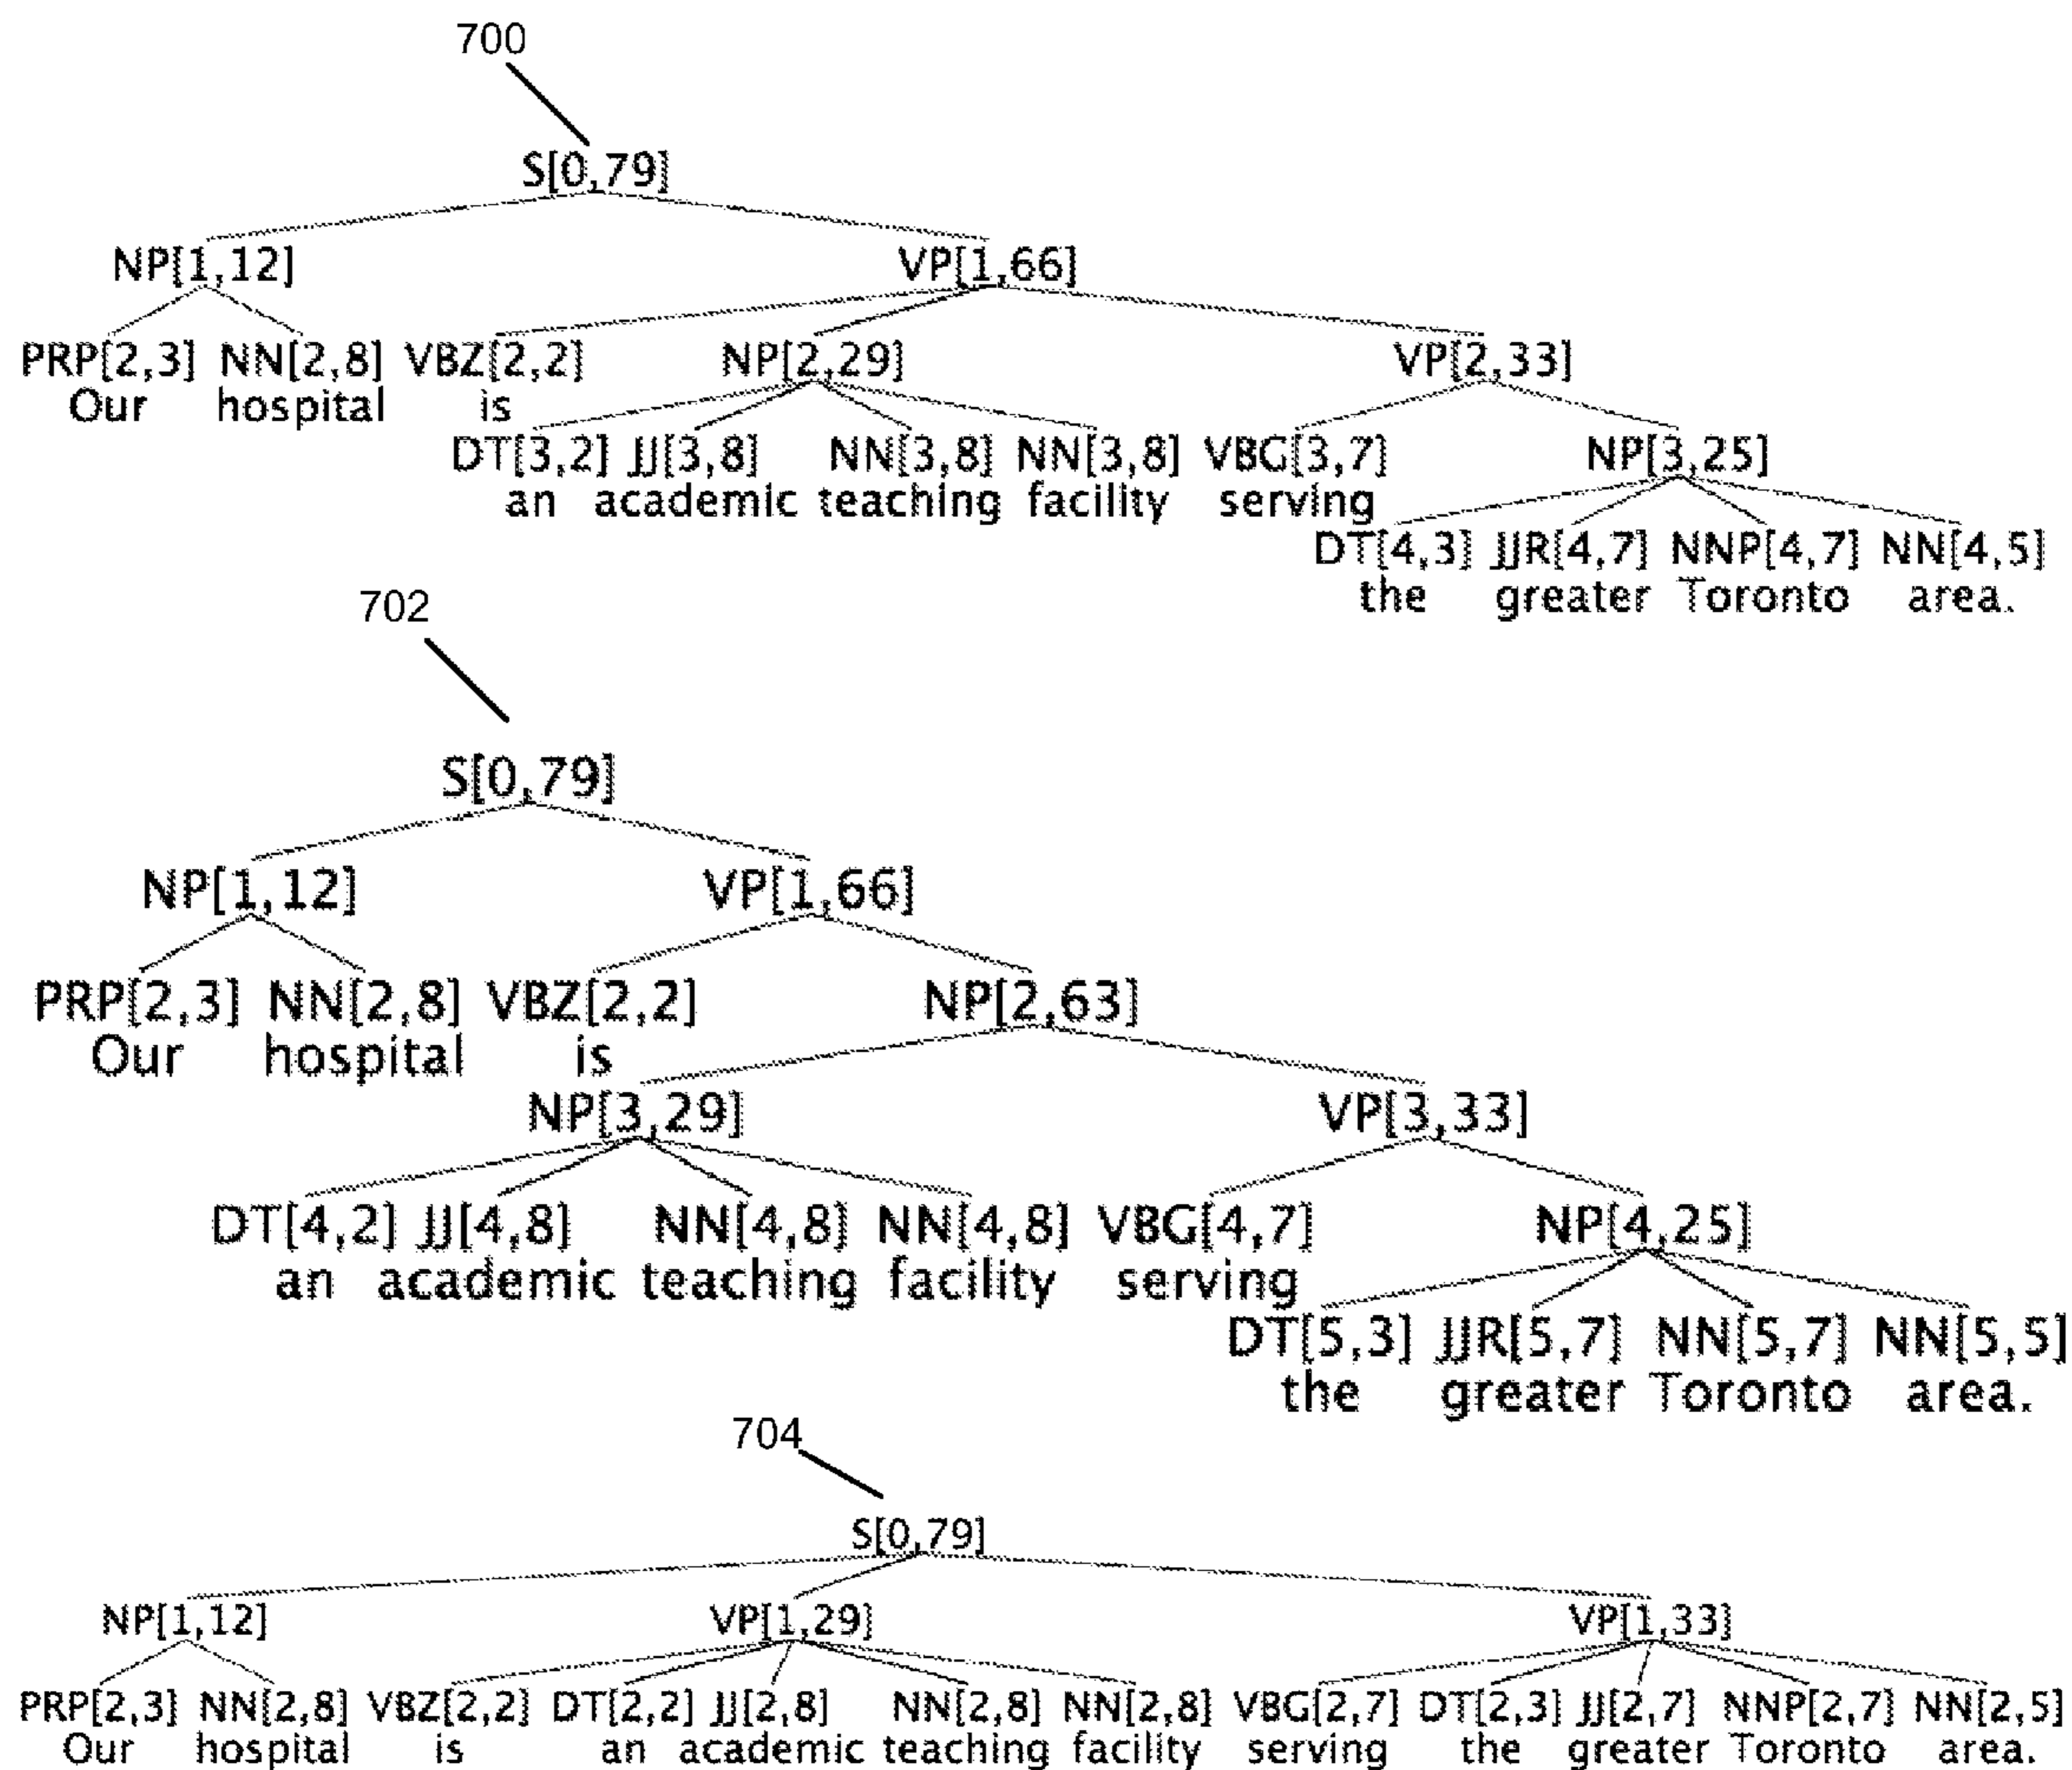 700
S[0,79]
NP[1,12] VP[1,66]
PRP[2,3] NN[2,8] VBZ[2,2] NP[2,29] VP[2,33]
Our hospital is
DT[3,2] JJ[3,8] NN[3,8] NN[3,8] VBG[3,7] NP[3,25]
an academic teaching facility serving
DT[4,3] JJR[4,7] NNP[4,7] NN[4,5]
the greater Toronto area.
702
S[0,79]
NP[1,12] VP[1,66]
PRP[2,3] NN[2,8] VBZ[2,2] NP[2,63]
Our hospital is
NP[3,29] VP[3,33]
DT[4,2] JJ[4,8] NN[4,8] NN[4,8] VBG[4,7] NP[4,25]
an academic teaching facility serving
DT[5,3] JJR[5,7] NN[5,7] NN[5,5]
the greater Toronto area.
704
S[0,79]
NP[1,12] VP[1,29] VP[1,33]
PRP[2,3] NN[2,8] VBZ[2,2] DT[2,2] JJ[2,8] NN[2,8] NN[2,8] VBG[2,7] DT[2,3] JJ[2,7] NNP[2,7] NN[2,5]
Our hospital is an academic teaching facility serving the greater Toronto area.